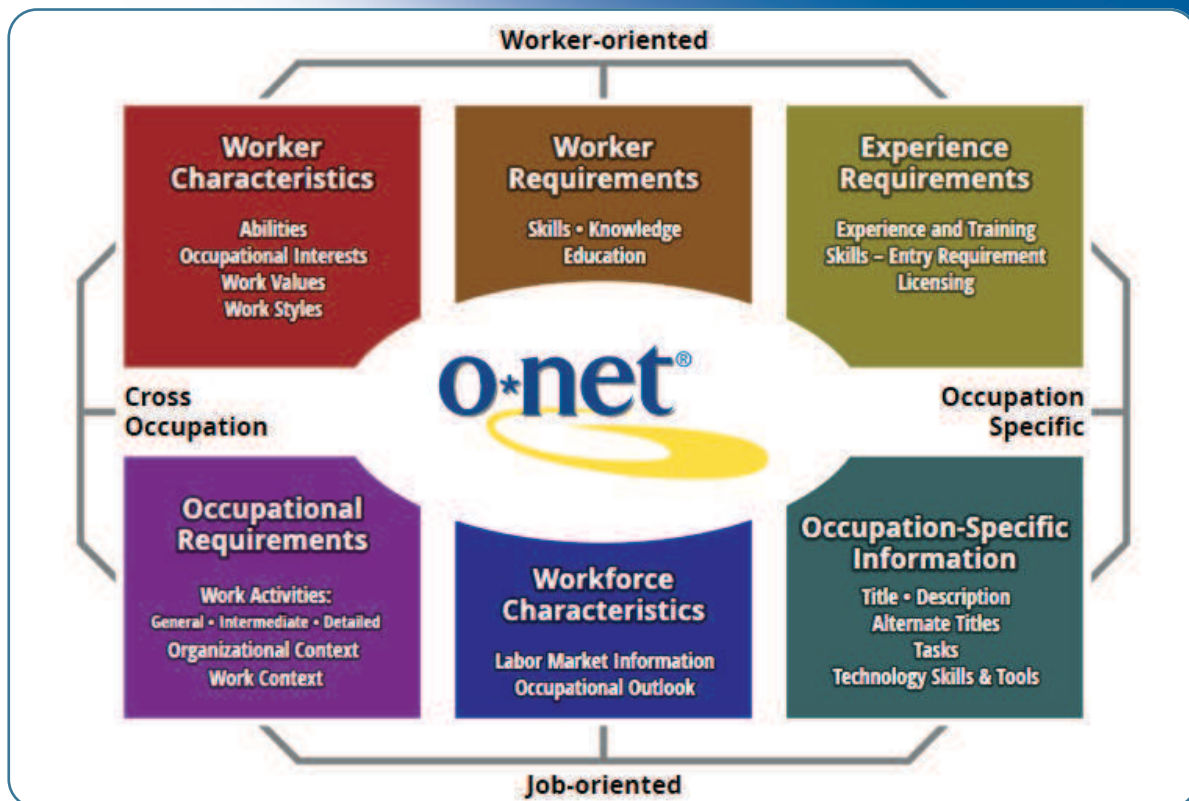 Worker-oriented
Worker
Characteristics
Abilities
Occupational Interests
Work Values
Work Styles
Worker
Requirements
Skills • Knowledge
Education
Experience
Requirements
Experience and Training
Skills – Entry Requirement
Licensing
o*net®
Cross
Occupation
Occupation
Specific
Occupational
Requirements
Work Activities:
General • Intermediate • Detailed
Organizational Context
Work Context
Workforce
Characteristics
Labor Market Information
Occupational Outlook
Occupation-Specific
Information
Title • Description
Alternate Titles
Tasks
Technology Skills & Tools
Job-oriented